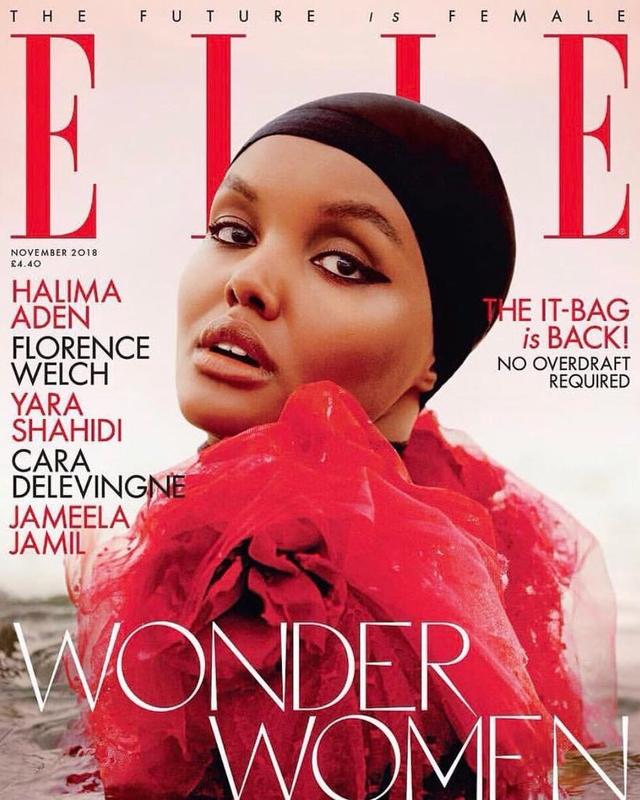 THE FUTURE is FEMALE
ELLE
NOVEMBER 2018
£4.40
HALIMA
ADEN
FLORENCE
WELCH
YARA
SHAHIDI
CARA
DELEVINGNE
JAMEELA
JAMIL
THE IT-BAG
is BACK!
NO OVERDRAFT
REQUIRED
WONDER
WOMEN